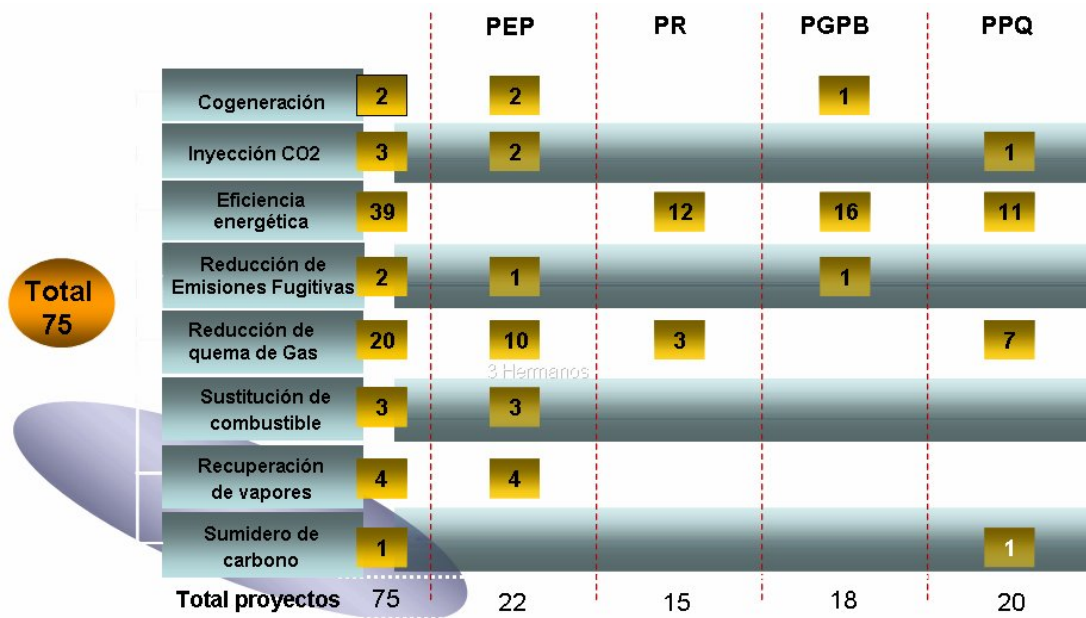 PEP PR PGPB PPQ
Cogeneración 2 2 1
Inyección CO2 3 2 1
Eficiencia
energética 39 12 16 11
Reducción de
Emisiones Fugitivas 2 1 1
Total
75
Reducción de
quema de Gas 20 10 3 7
3 Hermanos
Sustitución de
combustible 3 3
Recuperación
de vapores 4 4
Sumidero de
carbono 1 1
Total proyectos 75 22 15 18 20